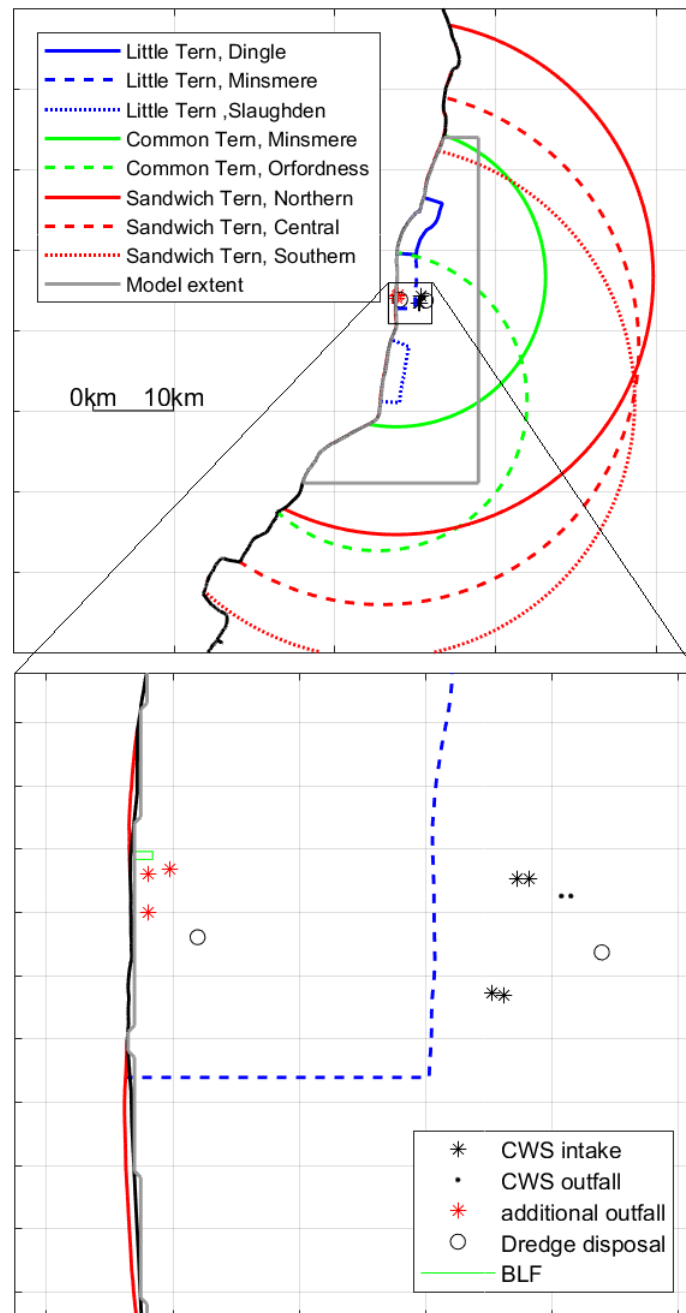 Little Tern, Dingle
Little Tern, Minsmere
Little Tern ,Slaughden
Common Tern, Minsmere
Common Tern, Orfordness
Sandwich Tern, Northern
Sandwich Tern, Central
Sandwich Tern, Southern
Model extent
0km 10km
CWS intake
CWS outfall
additional outfall
Dredge disposal
BLF